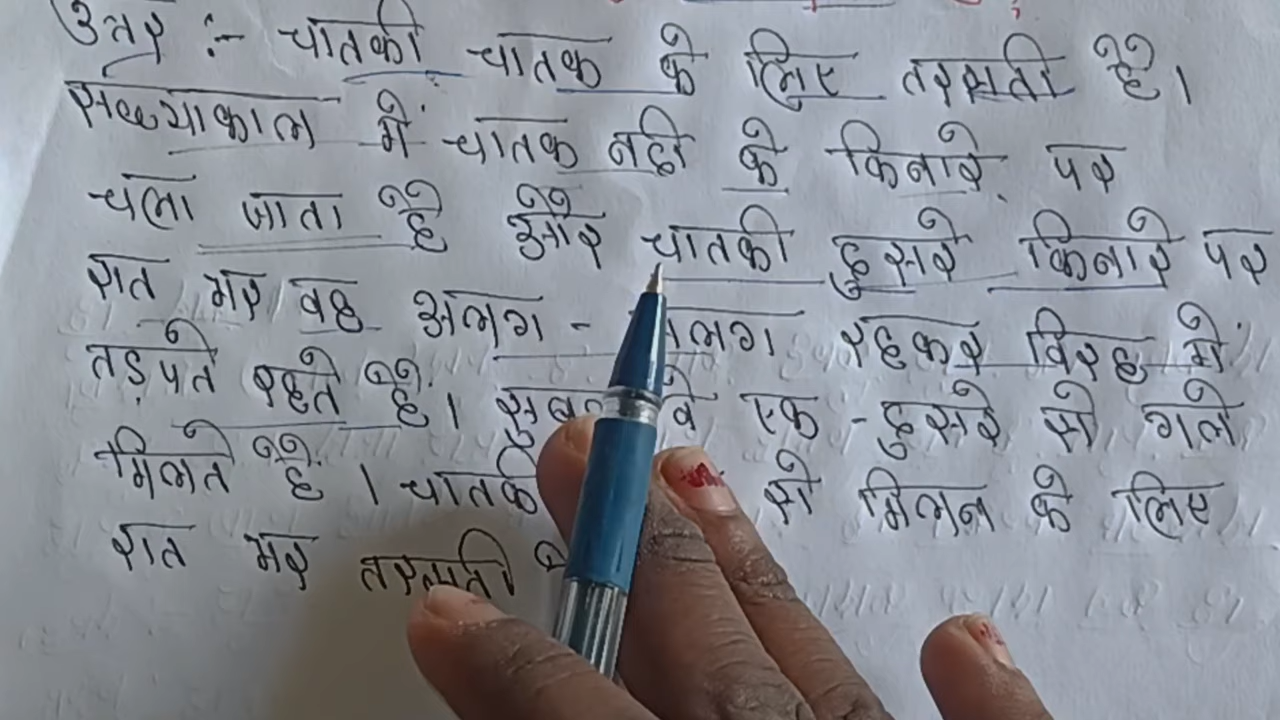 उत्तर :- चातकी चातक के लिए तरसती है।
सन्ध्याकाल में चातक नदी के किनारे पर
चला जाता है और चातकी दुसरे किनारे पर
रात भर वह अलग - अलग रहकर विरह में
तड़पते रहते हैं। सुबह वे एक - दुसरे से गले
मिलते हैं। चातकी से मिलन के लिए
रात भर तरसती